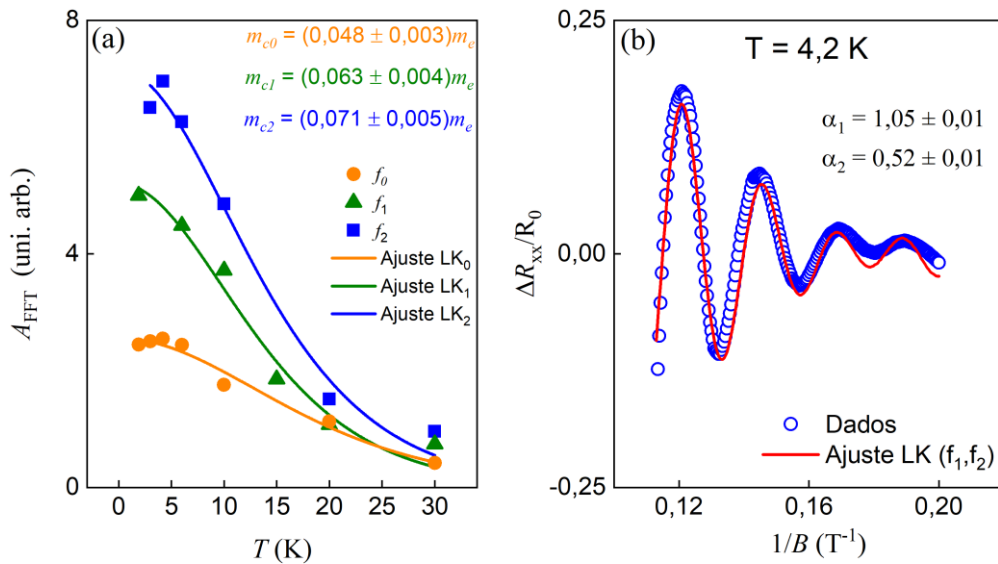 (a)
m_c0 = (0,048 ± 0,003)m_e
m_c1 = (0,063 ± 0,004)m_e
m_c2 = (0,071 ± 0,005)m_e
f_0
f_1
f_2
Ajuste LK_0
Ajuste LK_1
Ajuste LK_2
A_FFT (uni. arb.)
8
4
0
0
5
10
15
20
25
30
T (K)
(b)
T = 4,2 K
α_1 = 1,05 ± 0,01
α_2 = 0,52 ± 0,01
Dados
Ajuste LK (f_1,f_2)
ΔR_xx/R_0
0,25
0,00
-0,25
0,12
0,16
0,20
1/B (T^-1)